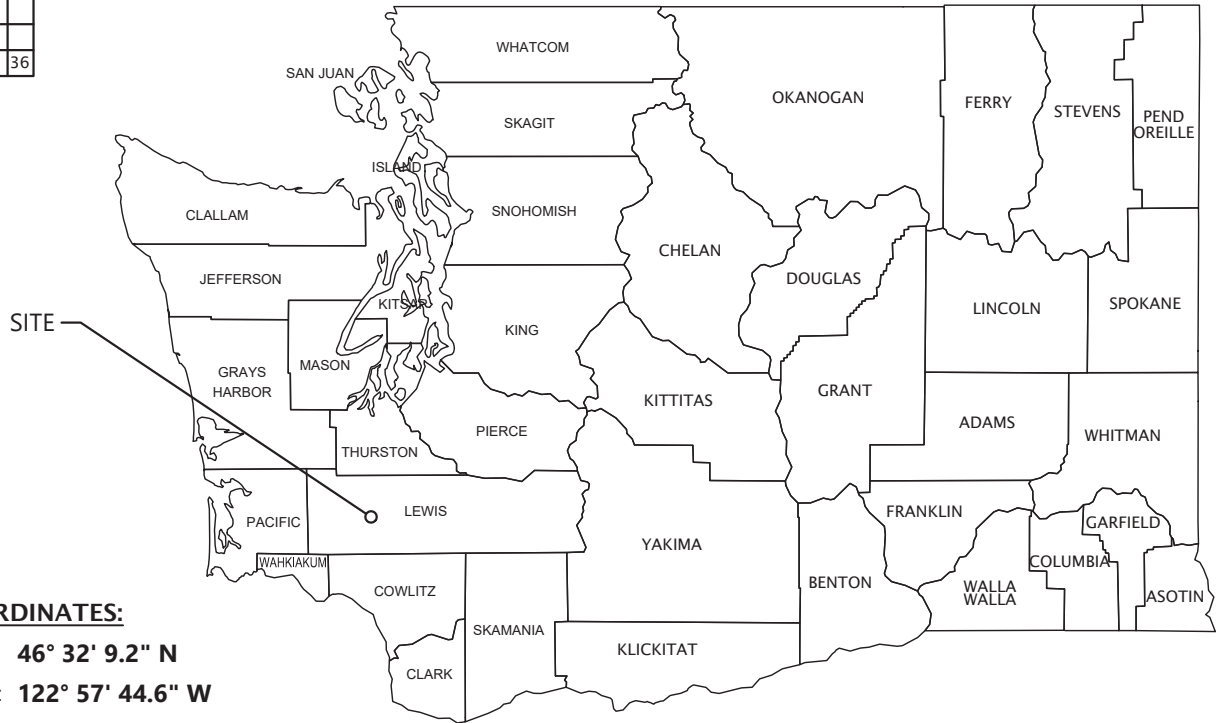 36
WHATCOM
SAN JUAN
OKANOGAN
FERRY
STEVENS
PEND
OREILLE
SKAGIT
ISLAND
CLALLAM
SNOHOMISH
CHELAN
JEFFERSON
DOUGLAS
KITSAP
LINCOLN
SPOKANE
SITE
KING
MASON
GRAYS
HARBOR
KITTITAS
GRANT
ADAMS
PIERCE
WHITMAN
THURSTON
LEWIS
FRANKLIN
PACIFIC
GARFIELD
YAKIMA
WAHKIAKUM
COLUMBIA
BENTON
COWLITZ
WALLA
WALLA
ASOTIN
RDINATES:
SKAMANIA
46° 32' 9.2" N
KLICKITAT
CLARK
: 122° 57' 44.6" W